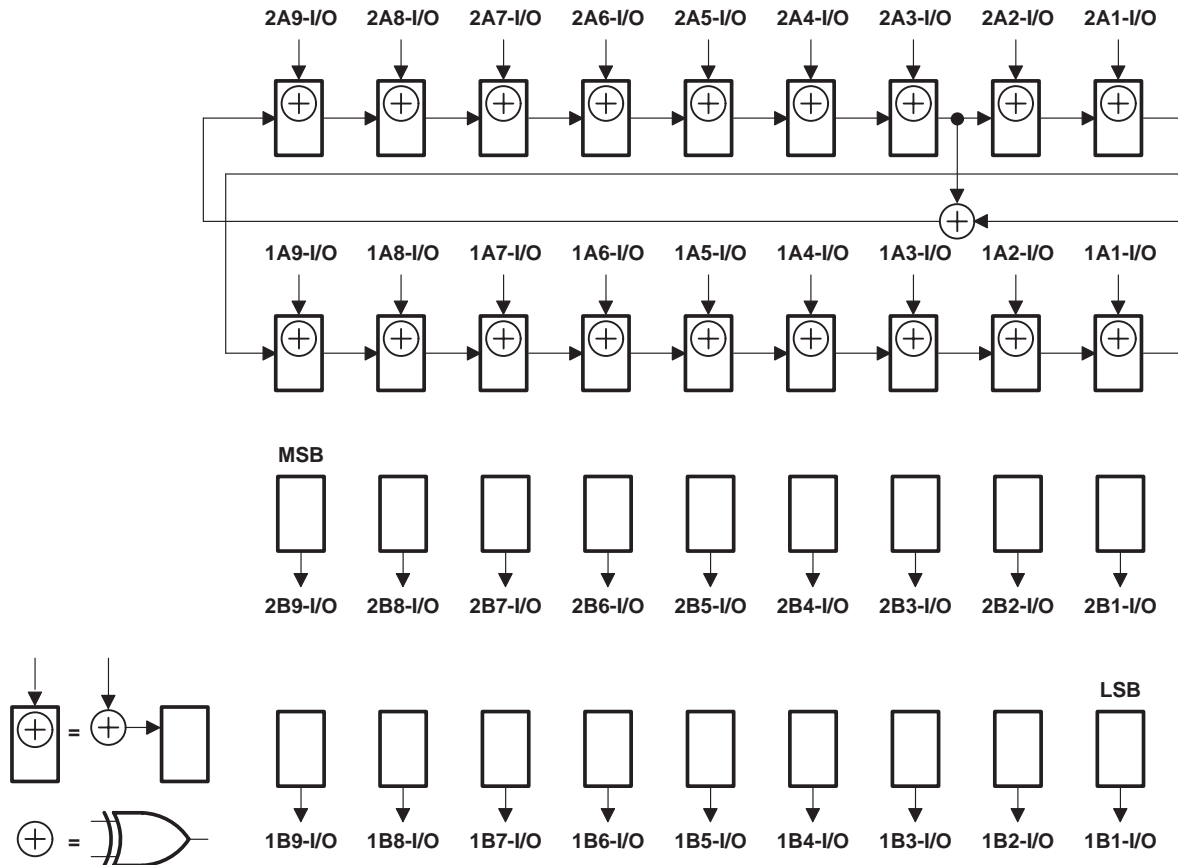 2A9-I/O 2A8-I/O 2A7-I/O 2A6-I/O 2A5-I/O 2A4-I/O 2A3-I/O 2A2-I/O 2A1-I/O
1A9-I/O 1A8-I/O 1A7-I/O 1A6-I/O 1A5-I/O 1A4-I/O 1A3-I/O 1A2-I/O 1A1-I/O
MSB
2B9-I/O 2B8-I/O 2B7-I/O 2B6-I/O 2B5-I/O 2B4-I/O 2B3-I/O 2B2-I/O 2B1-I/O
LSB
=
=
1B9-I/O 1B8-I/O 1B7-I/O 1B6-I/O 1B5-I/O 1B4-I/O 1B3-I/O 1B2-I/O 1B1-I/O